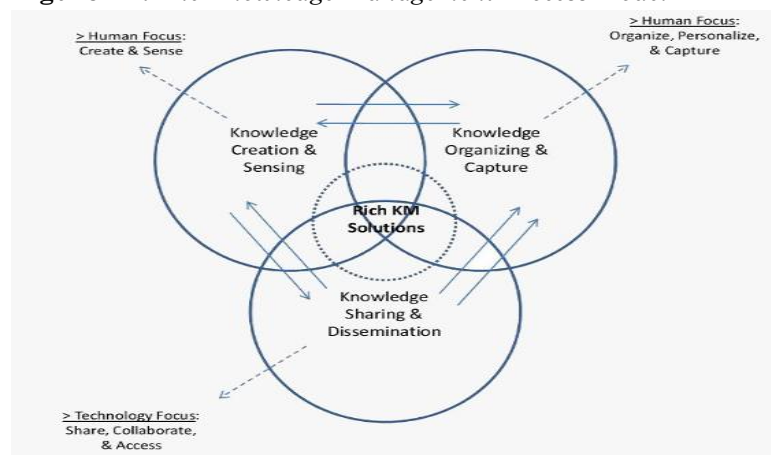 > Human Focus:
Create & Sense
> Human Focus:
Organize, Personalize,
& Capture
Knowledge
Creation &
Sensing
Knowledge
Organizing &
Capture
Rich KM
Solutions
Knowledge
Sharing &
Dissemination
> Technology Focus:
Share, Collaborate,
& Access